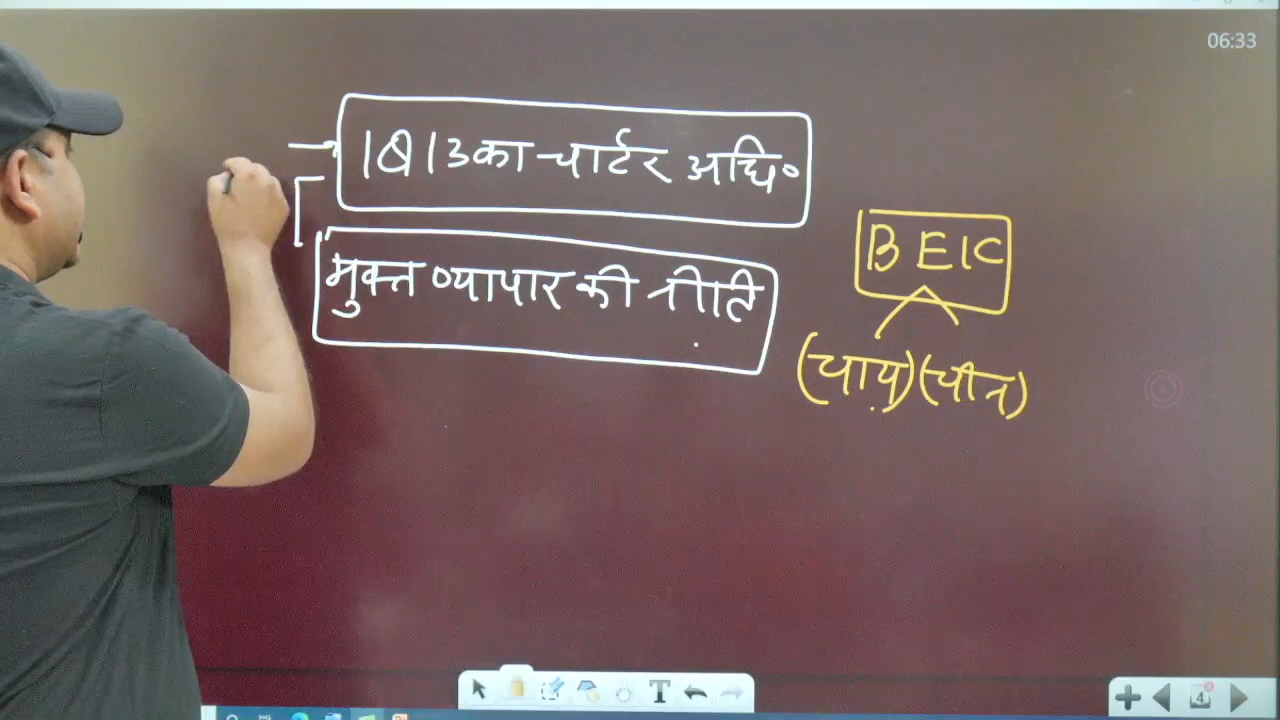 06:33
1813 का चार्टर अधि०
मुक्त व्यापार की नीति
BEIC
(चाय) (चीन)
T
4